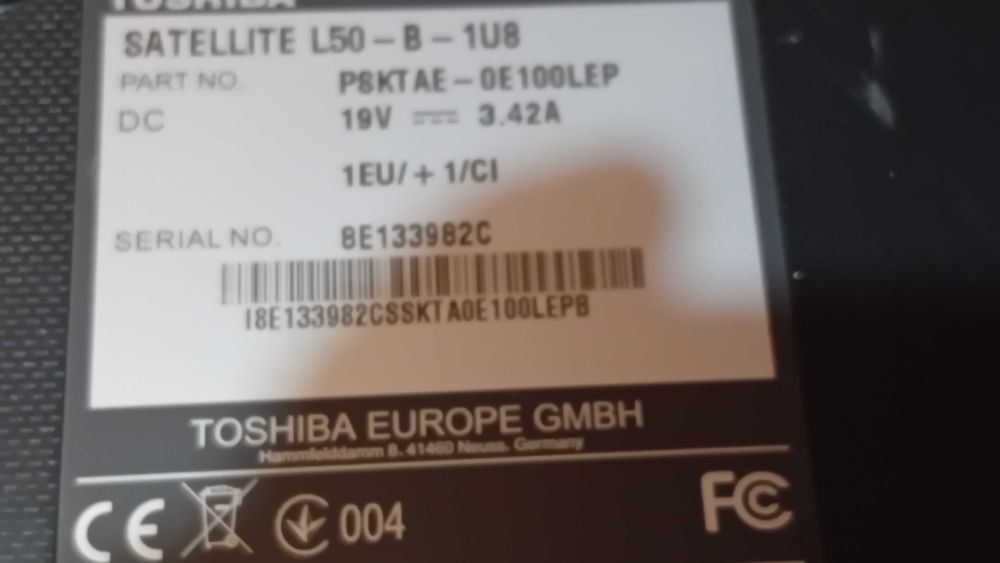 TOSHIBA
SATELLITE L50-B-1U8
PART NO. PSKTAE-0E100LEP
DC 19V 3.42A
1EU/+1/CI
SERIAL NO. 8E133982C
I8E133982CSSKTA0E100LEPB
TOSHIBA EUROPE GMBH
Hammfelddamm 8. 41460 Neuss. Germany
CE 004 FC